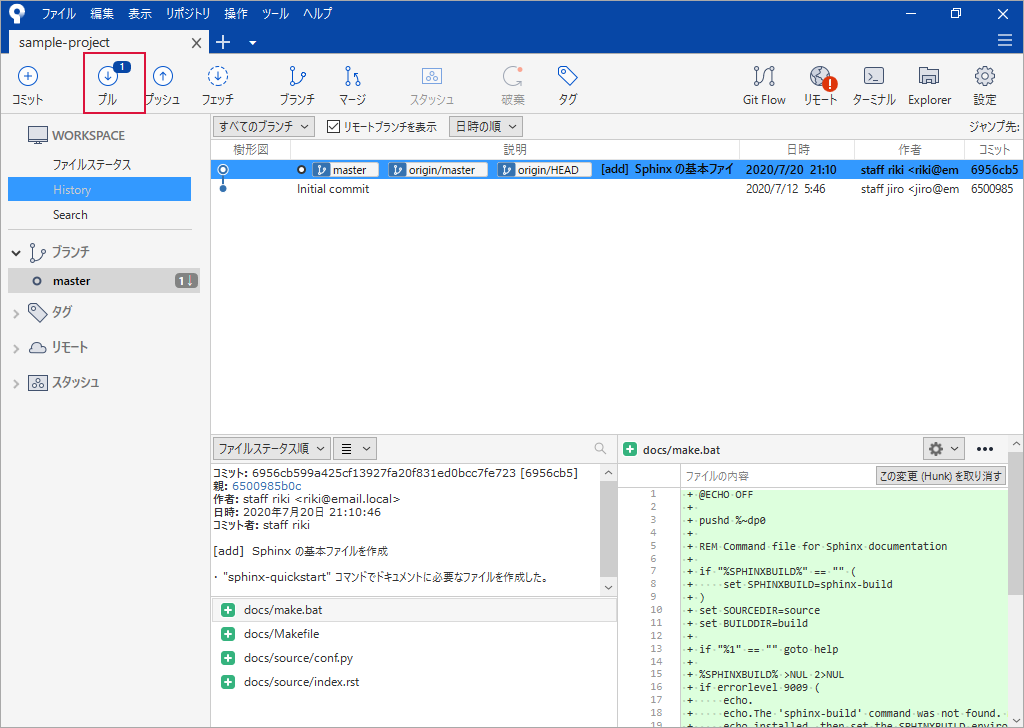 ファイル 編集 表示 リポジトリ 操作 ツール ヘルプ
sample-project
コミット プル 1 プッシュ フェッチ ブランチ マージ スタッシュ 破棄 タグ Git Flow リモート ターミナル Explorer 設定
WORKSPACE
ファイルステータス
History
Search
ブランチ
master 1↓
タグ
リモート
スタッシュ
すべてのブランチ リモートブランチを表示 日時の順 ジャンプ先:
樹形図 説明 日時 作者 コミット
master origin/master origin/HEAD [add] Sphinx の基本ファイ 2020/7/20 21:10 staff riki <riki@em 6956cb5
Initial commit 2020/7/12 5:46 staff jiro <jiro@em 6500985
ファイルステータス順
コミット: 6956cb599a425cf13927fa20f831ed0bcc7fe723 [6956cb5]
親: 6500985b0c
作者: staff riki <riki@email.local>
日時: 2020年7月20日 21:10:46
コミット者: staff riki
[add] Sphinx の基本ファイルを作成
・ "sphinx-quickstart" コマンドでドキュメントに必要なファイルを作成した。
docs/make.bat
docs/Makefile
docs/source/conf.py
docs/source/index.rst
docs/make.bat
ファイルの内容 この変更 (Hunk) を取り消す
1 + @ECHO OFF
2 +
3 + pushd %~dp0
4 +
5 + REM Command file for Sphinx documentation
6 +
7 + if "%SPHINXBUILD%" == "" (
8 + set SPHINXBUILD=sphinx-build
9 + )
10 + set SOURCEDIR=source
11 + set BUILDDIR=build
12 +
13 + if "%1" == "" goto help
14 +
15 + %SPHINXBUILD% >NUL 2>NUL
16 + if errorlevel 9009 (
17 + echo.
18 + echo.The 'sphinx-build' command was not found.
19 + echo.installed, then set the SPHINXBUILD enviro